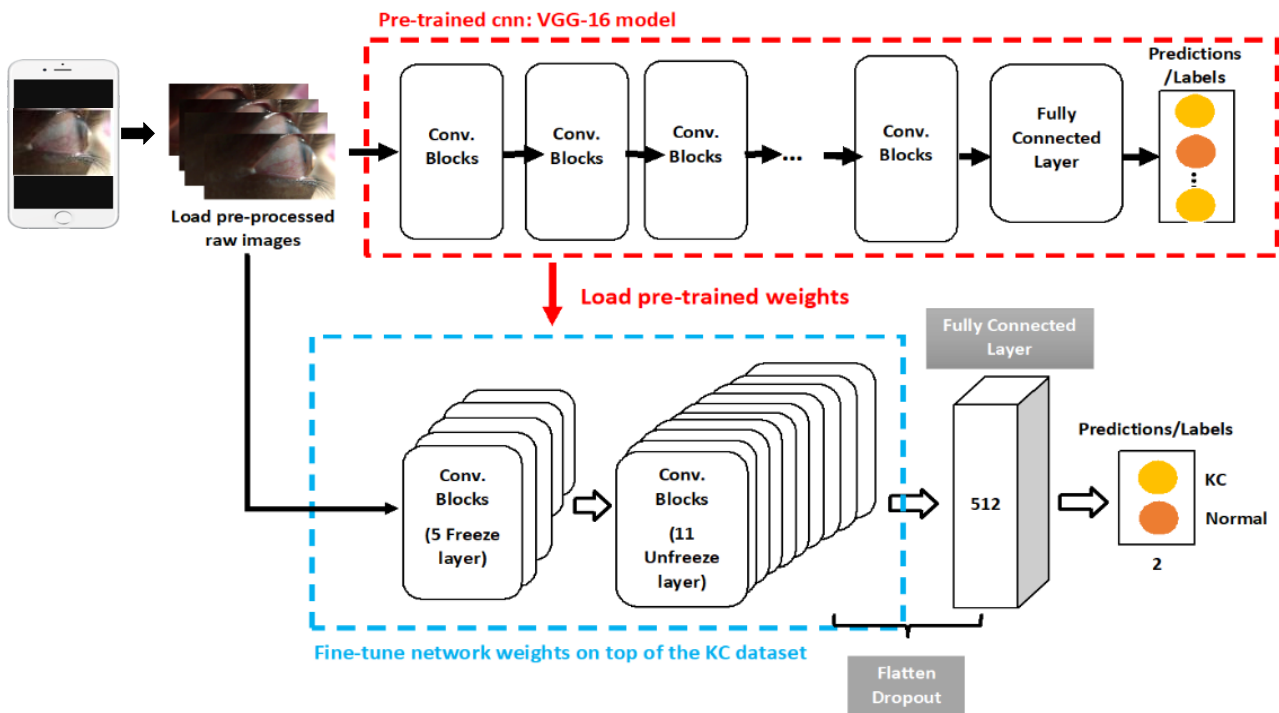 Pre-trained cnn: VGG-16 model
Predictions
/Labels
Conv.
Blocks
Conv.
Blocks
Conv.
Blocks
...
Conv.
Blocks
Fully
Connected
Layer
Load pre-processed
raw images
Load pre-trained weights
Fully Connected
Layer
Conv.
Blocks
(5 Freeze
layer)
Conv.
Blocks
(11
Unfreeze
layer)
512
Predictions/Labels
KC
Normal
2
Fine-tune network weights on top of the KC dataset
Flatten
Dropout